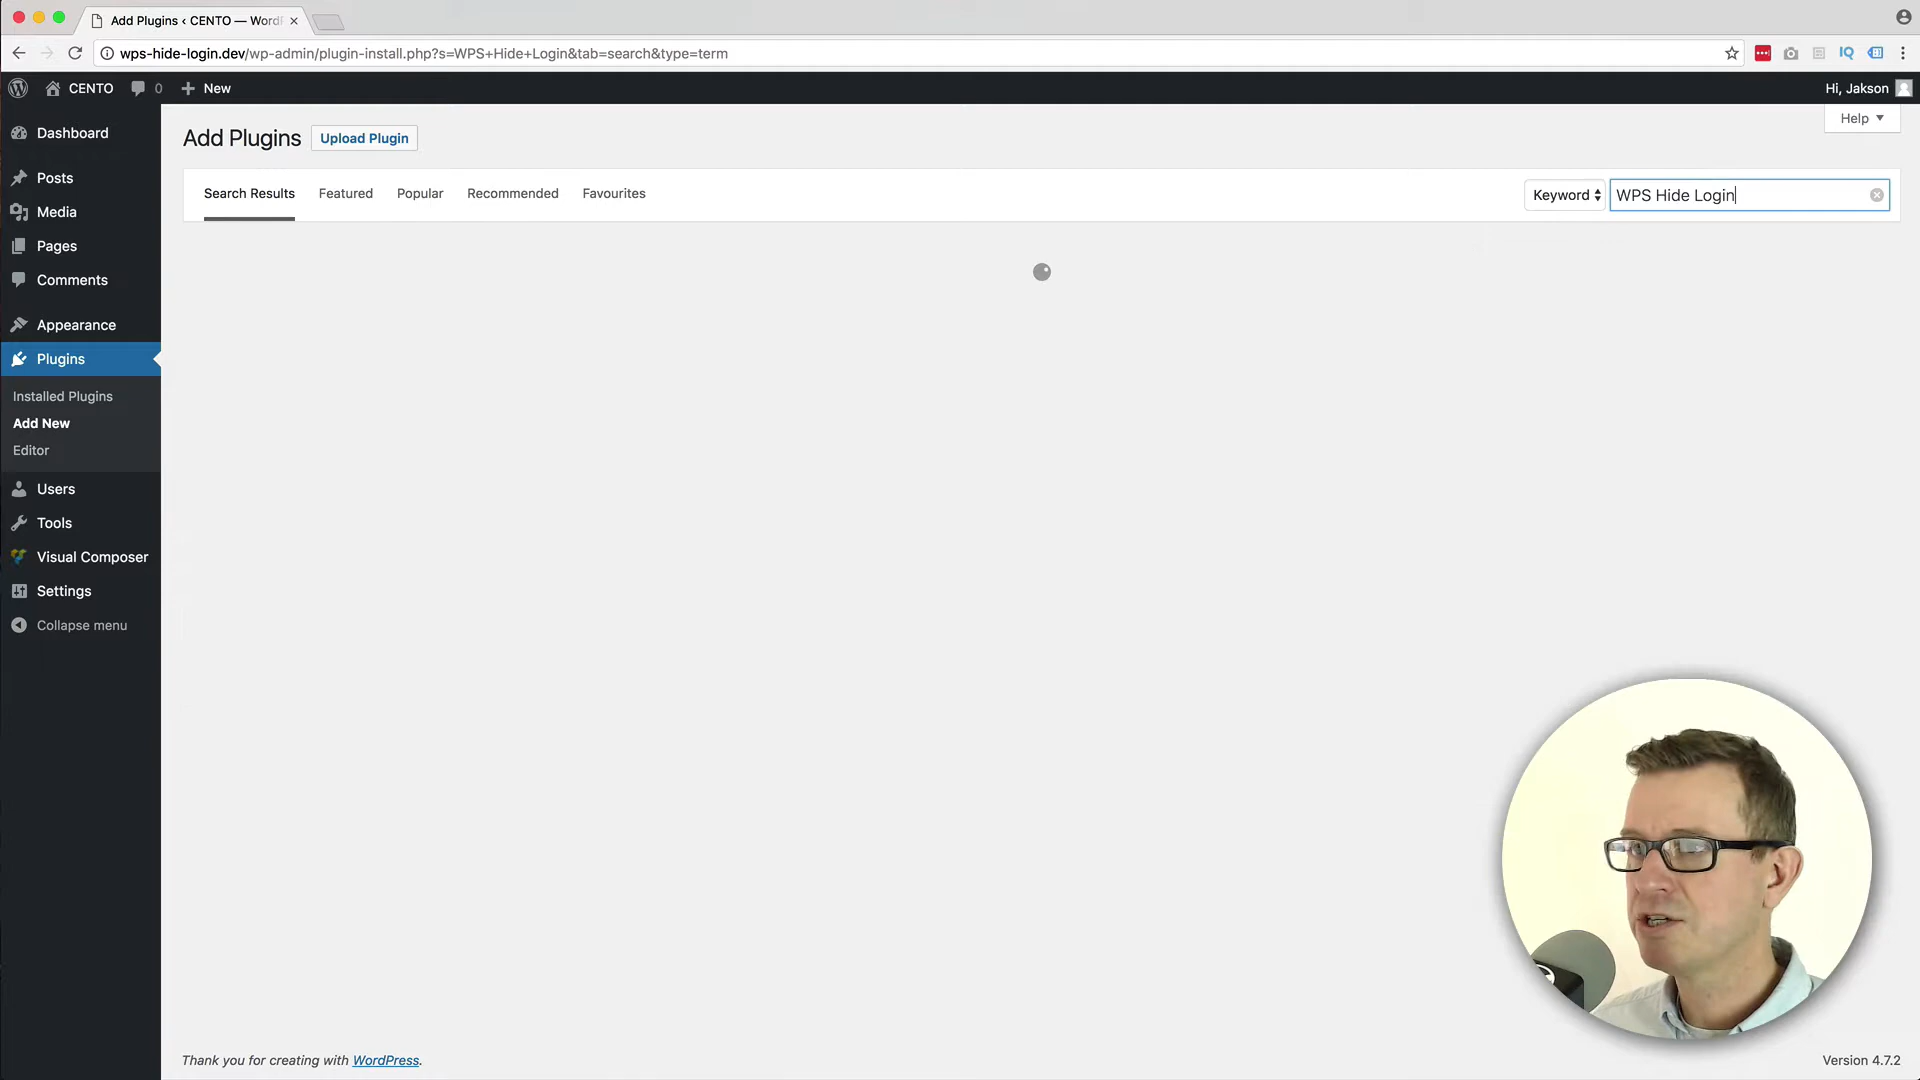 Add Plugins ‹ CENTO — WordP
wps-hide-login.dev/wp-admin/plugin-install.php?s=WPS+Hide+Login&tab=search&type=term
CENTO
0
New
Hi, Jakson
Dashboard
Posts
Media
Pages
Comments
Appearance
Plugins
Installed Plugins
Add New
Editor
Users
Tools
Visual Composer
Settings
Collapse menu
Help
Add Plugins
Upload Plugin
Search Results
Featured
Popular
Recommended
Favourites
Keyword
WPS Hide Login
Thank you for creating with WordPress.
Version 4.7.2